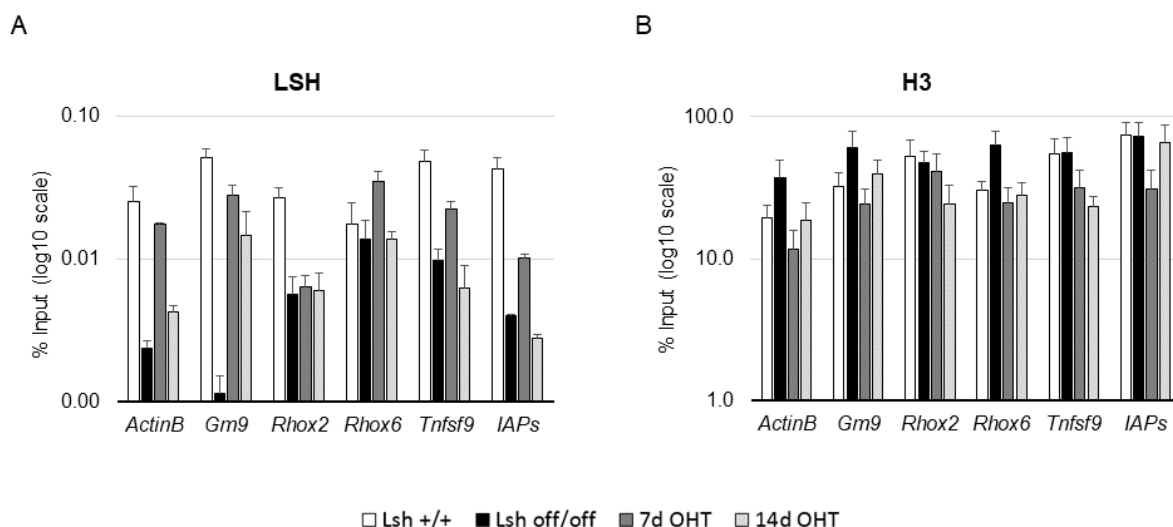 A
LSH
% Input (log10 scale)
0.10
0.01
0.00
ActinB Gm9 Rhox2 Rhox6 Tnfsf9 IAPs
B
H3
% Input (log10 scale)
100.0
10.0
1.0
ActinB Gm9 Rhox2 Rhox6 Tnfsf9 IAPs
Lsh +/+ Lsh off/off 7d OHT 14d OHT